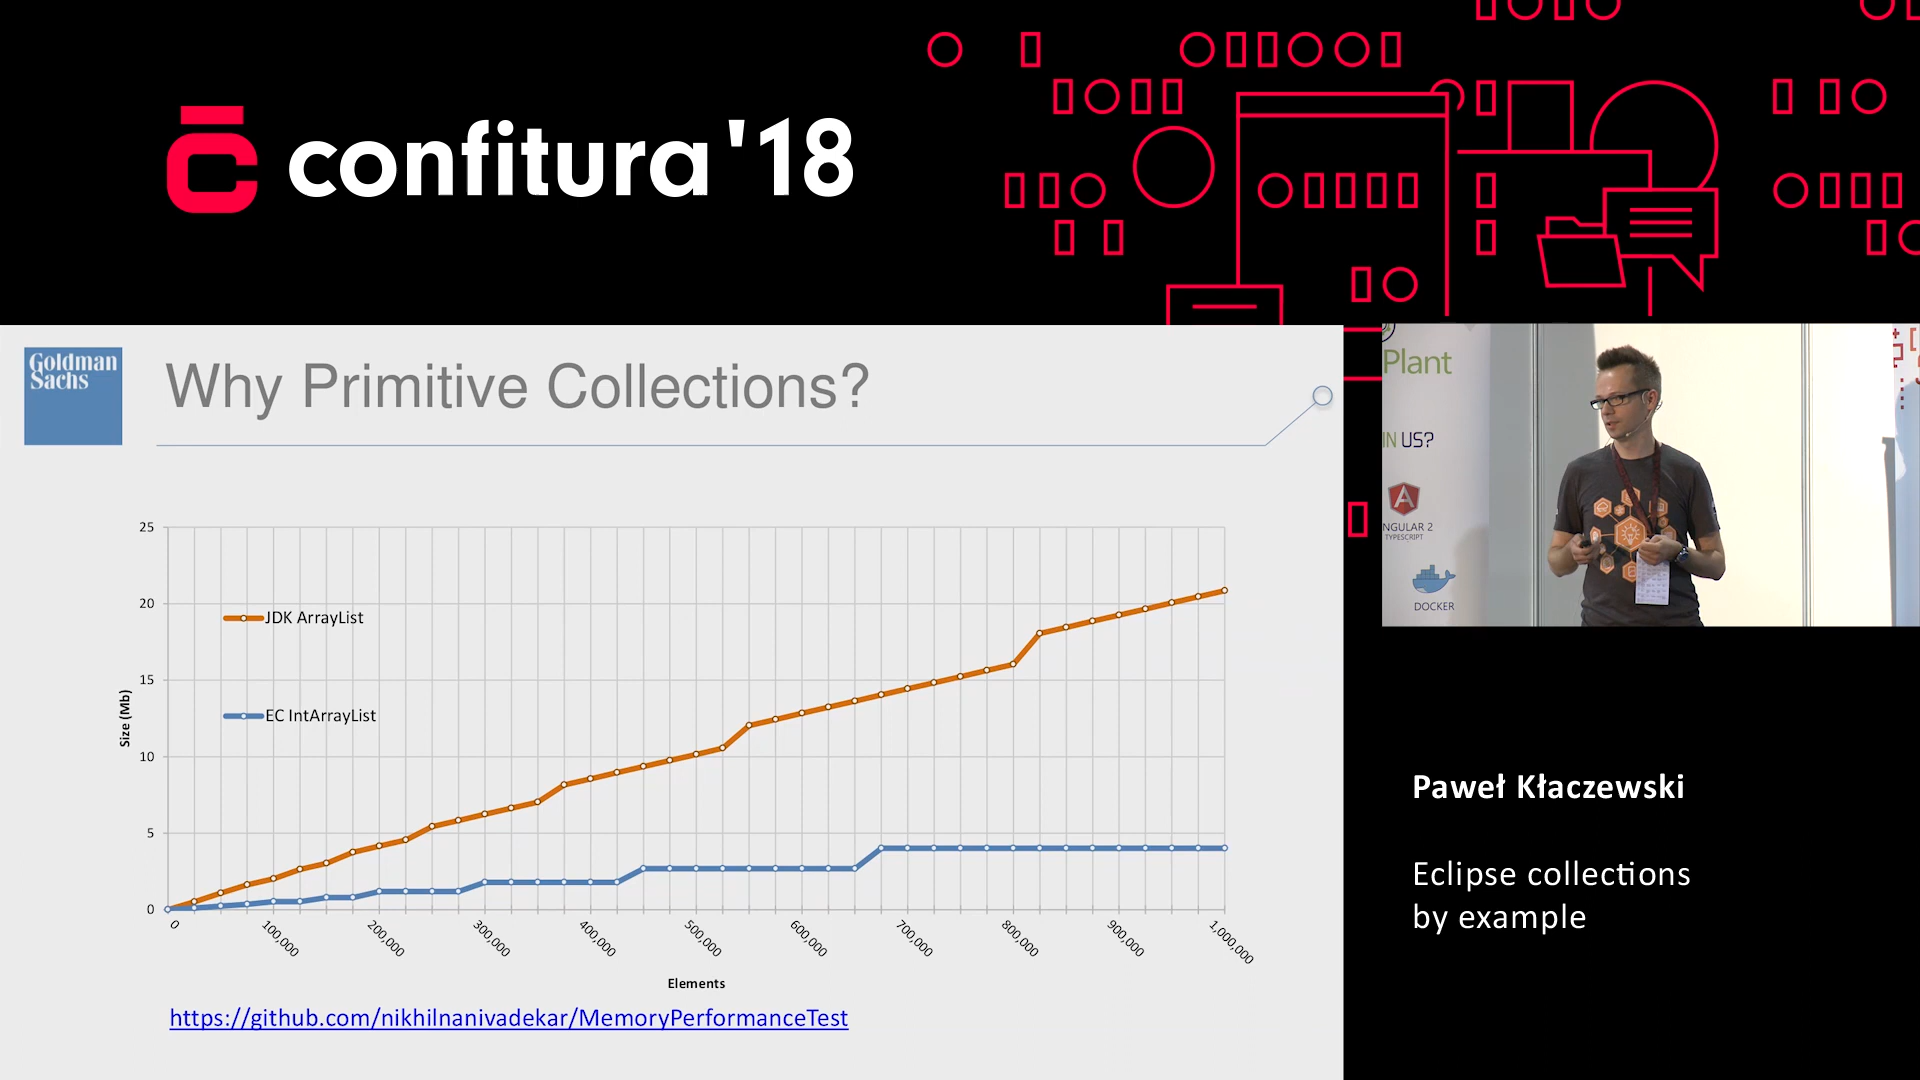 confitura '18
Goldman
Sachs
Why Primitive Collections?
25
20
15
10
5
0
Size (Mb)
JDK ArrayList
EC IntArrayList
0
100,000
200,000
300,000
400,000
500,000
600,000
700,000
800,000
900,000
1,000,000
Elements
https://github.com/nikhilnanivadekar/MemoryPerformanceTest
Plant
IN US?
NGULAR 2
TYPESCRIPT
DOCKER
Paweł Kłaczewski
Eclipse collections
by example